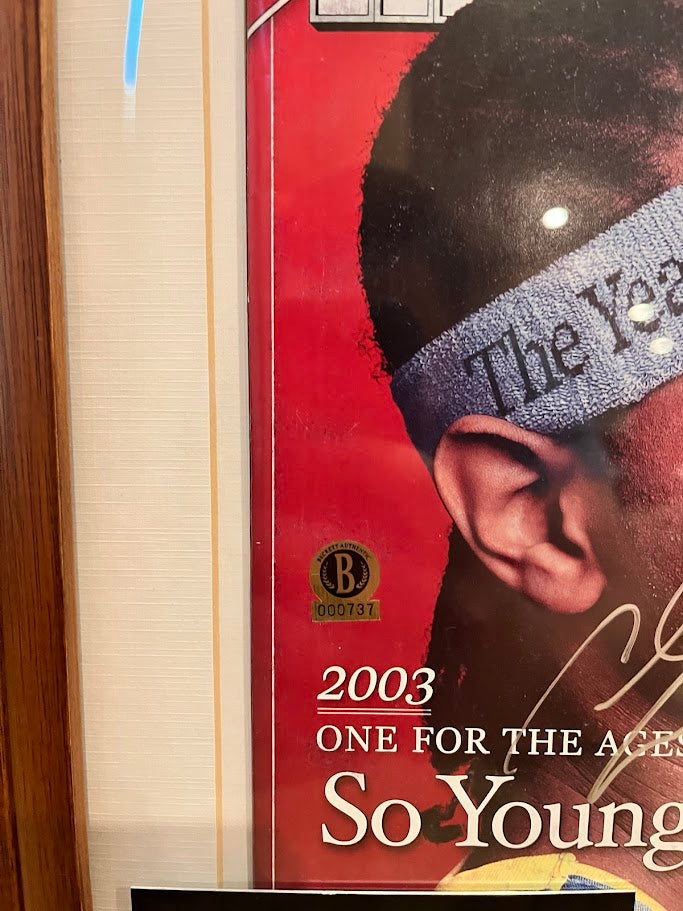 The Yea
BECKETT AUTHENTIC
B
000737
2003
ONE FOR THE AGES
So Young